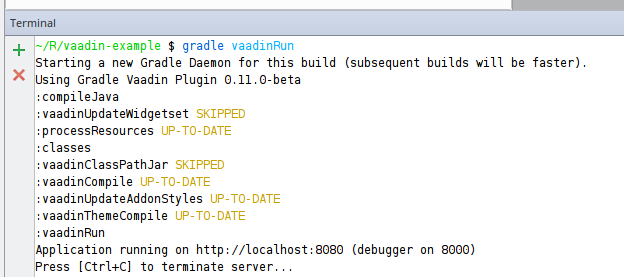 Terminal
~/R/vaadin-example $ gradle vaadinRun
Starting a new Gradle Daemon for this build (subsequent builds will be faster).
Using Gradle Vaadin Plugin 0.11.0-beta
:compileJava
:vaadinUpdateWidgetset SKIPPED
:processResources UP-TO-DATE
:classes
:vaadinClassPathJar SKIPPED
:vaadinCompile UP-TO-DATE
:vaadinUpdateAddonStyles UP-TO-DATE
:vaadinThemeCompile UP-TO-DATE
:vaadinRun
Application running on http://localhost:8080 (debugger on 8000)
Press [Ctrl+C] to terminate server...